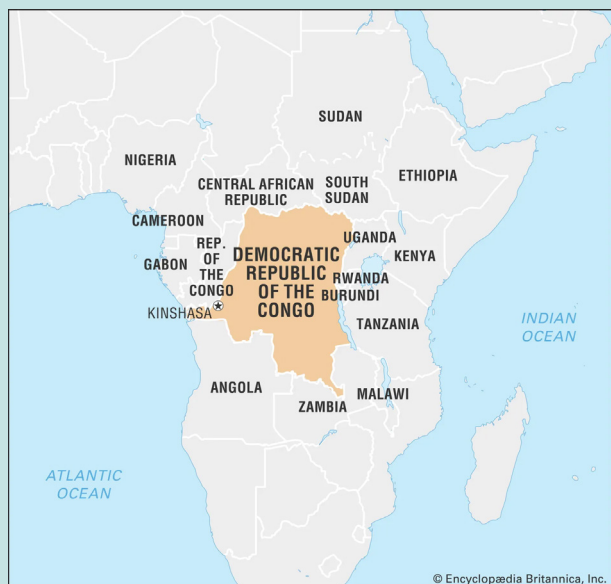 SUDAN
NIGERIA
ETHIOPIA
CENTRAL AFRICAN
REPUBLIC
SOUTH
SUDAN
CAMEROON
UGANDA
REP.
OF
THE
CONGO
GABON
DEMOCRATIC
REPUBLIC
OF THE
CONGO
KENYA
RWANDA
BURUNDI
KINSHASA
TANZANIA
INDIAN
OCEAN
ANGOLA
MALAWI
ZAMBIA
ATLANTIC
OCEAN
© Encyclopædia Britannica, Inc.